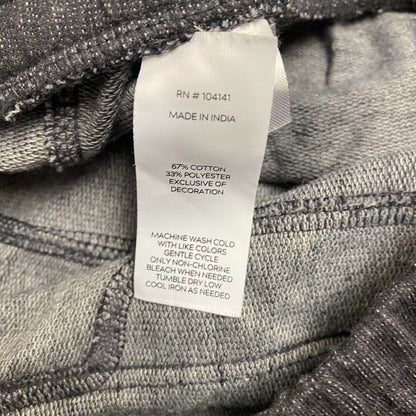 RN # 104141
MADE IN INDIA
67% COTTON
33% POLYESTER
EXCLUSIVE OF
DECORATION
MACHINE WASH COLD
WITH LIKE COLORS
GENTLE CYCLE
ONLY NON-CHLORINE
BLEACH WHEN NEEDED
TUMBLE DRY LOW
COOL IRON AS NEEDED